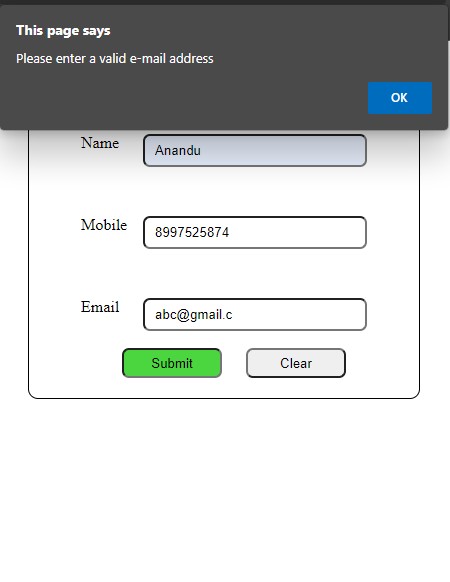 This page says
Please enter a valid e-mail address
OK
Name
Anandu
Mobile
8997525874
Email
abc@gmail.c
Submit
Clear